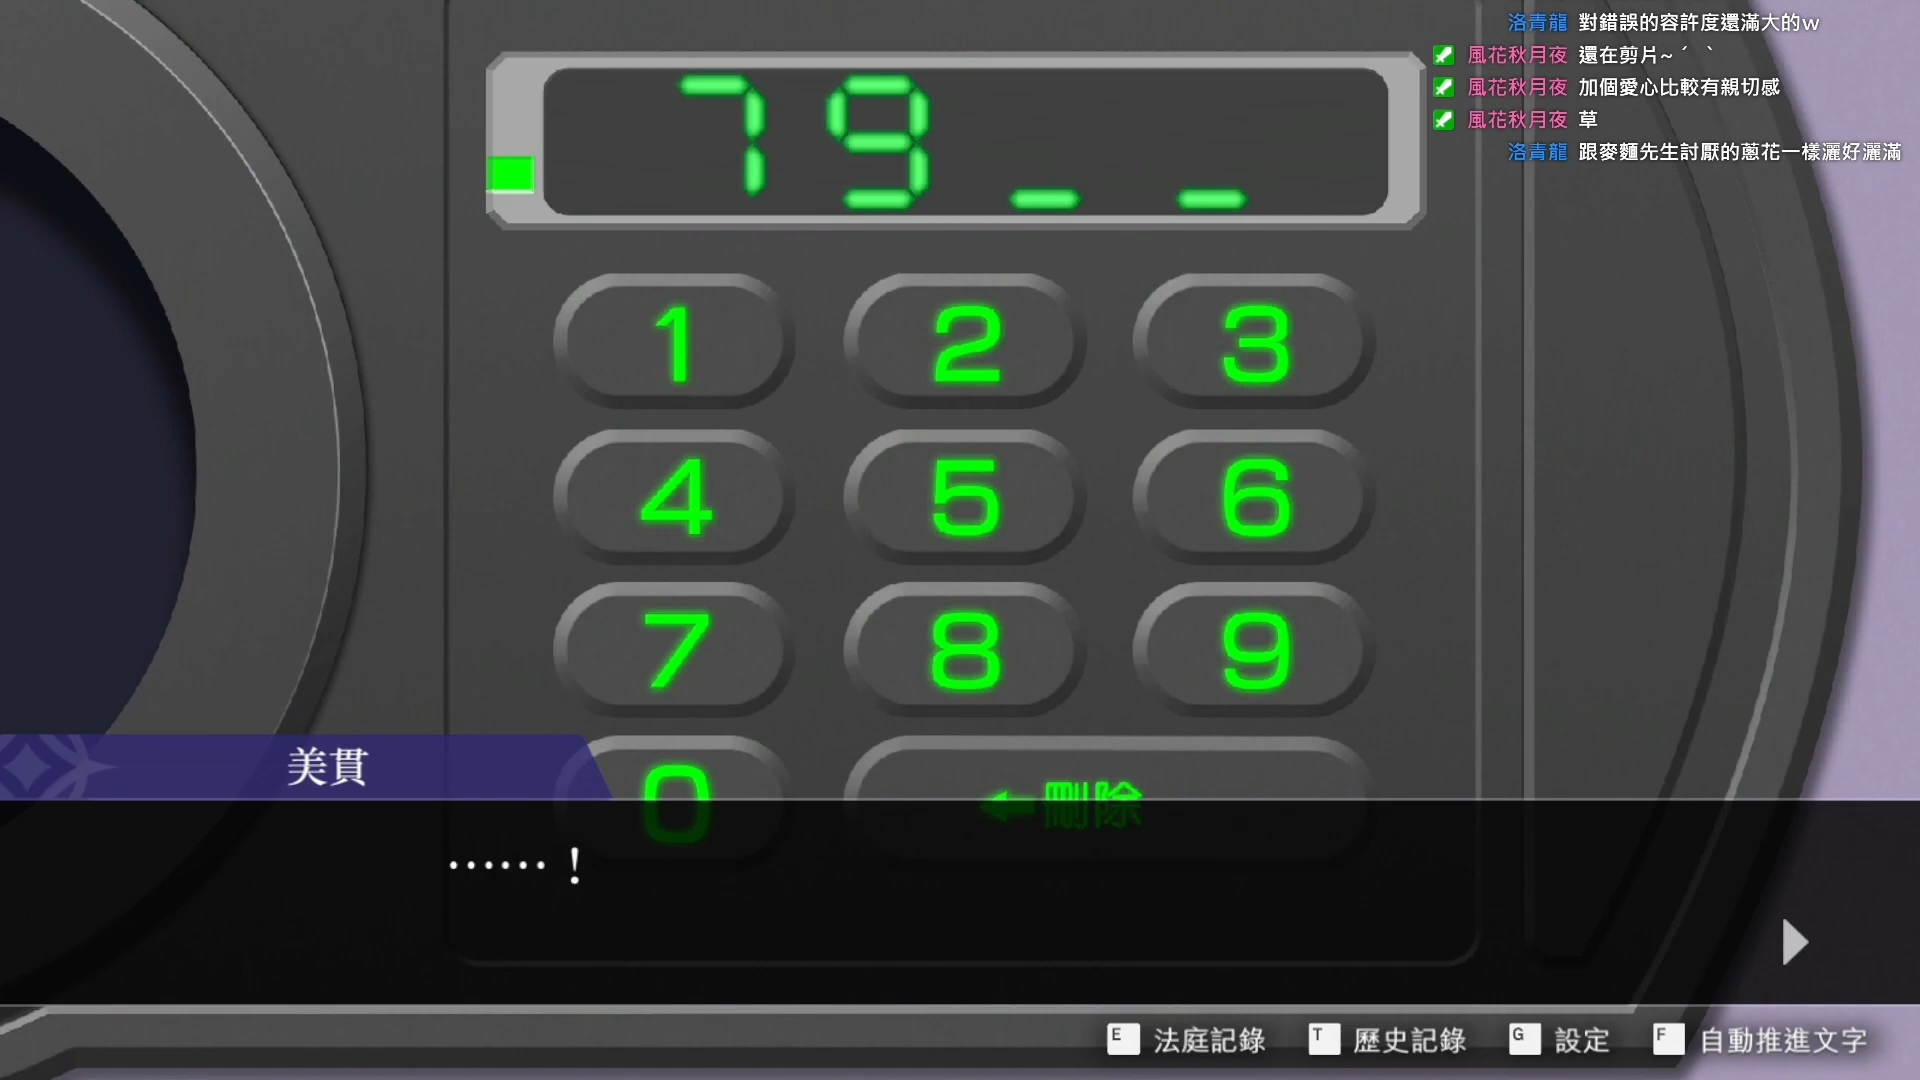 洛青龍 對錯誤的容許度還滿大的w
風花秋月夜 還在剪片~ˊ ˋ
風花秋月夜 加個愛心比較有親切感
風花秋月夜 草
洛青龍 跟麥麵先生討厭的蔥花一樣灑好灑滿
79_ _
1 2 3
4 5 6
7 8 9
0 ←刪除
美貫
……！
E 法庭記錄 T 歷史記錄 G 設定 F 自動推進文字